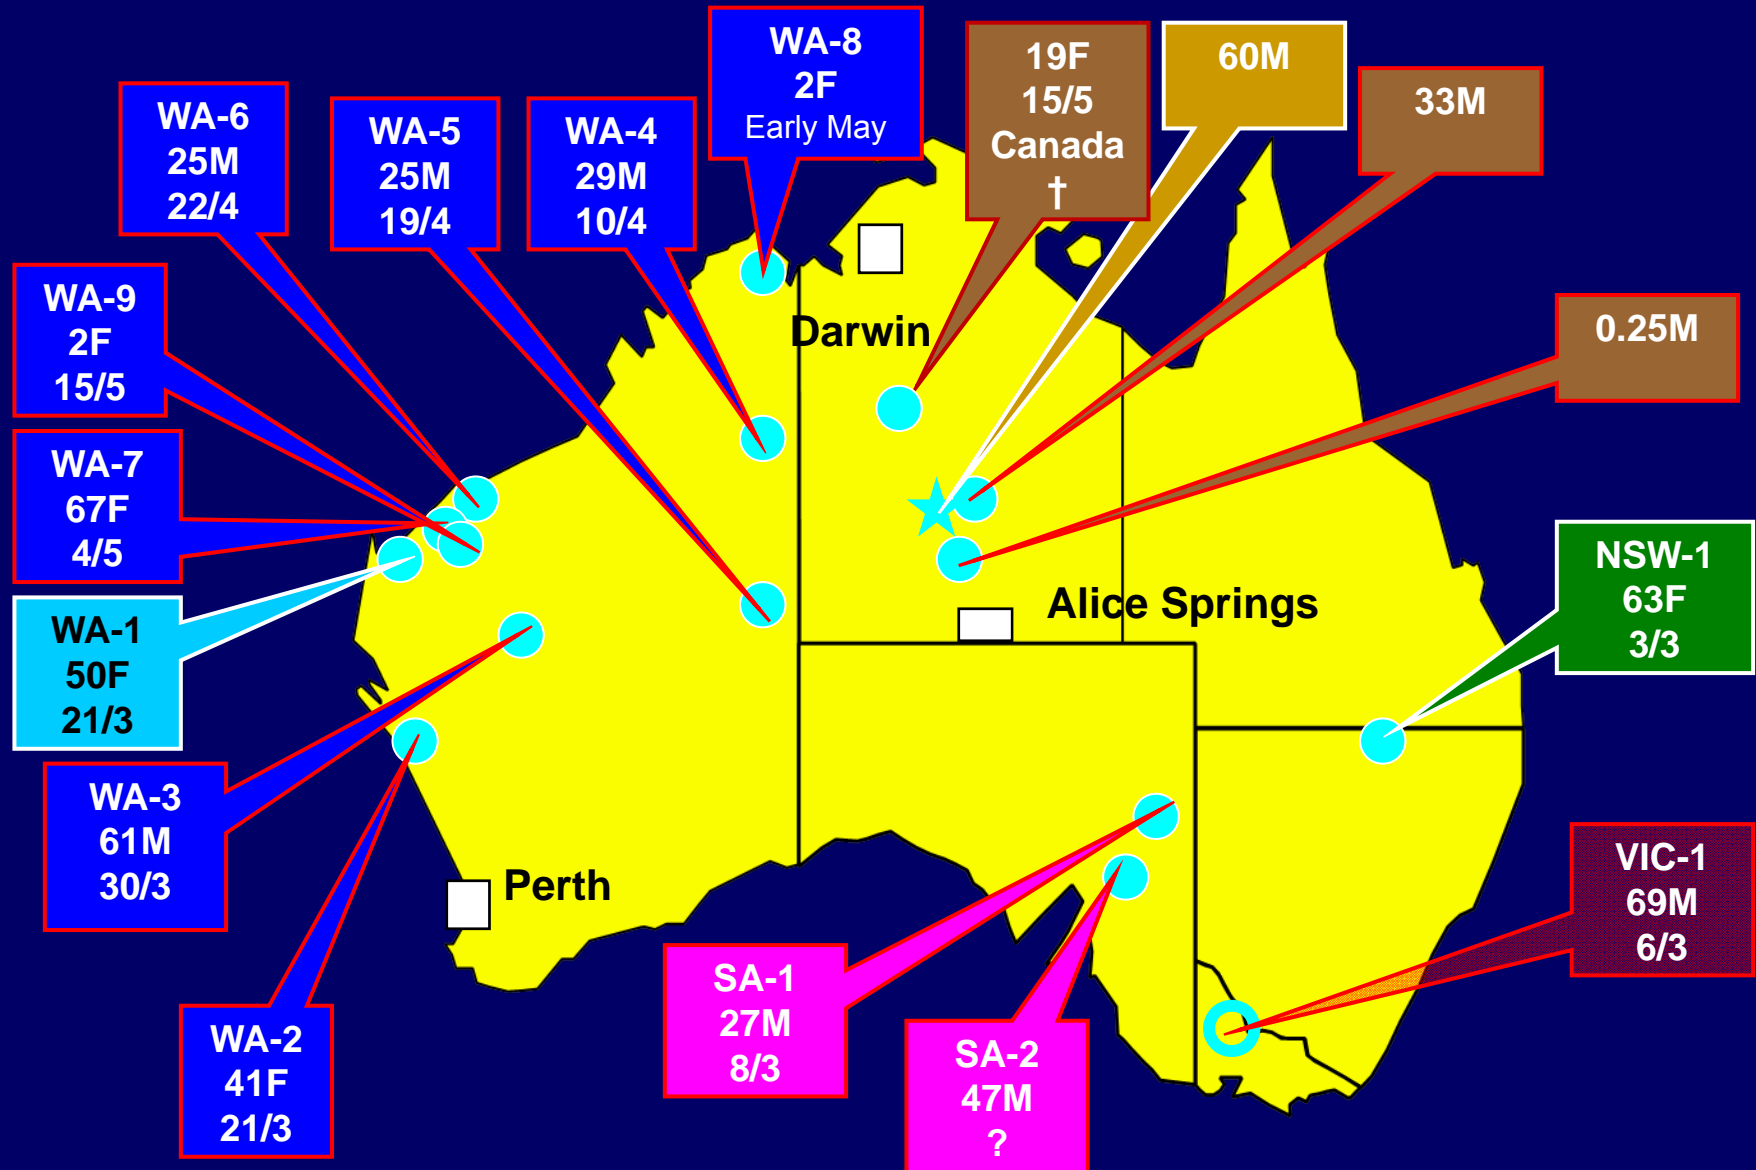 WA-8
2F
Early May
19F
15/5
Canada
†
60M
33M
WA-6
25M
22/4
WA-5
25M
19/4
WA-4
29M
10/4
WA-9
2F
15/5
Darwin
0.25M
WA-7
67F
4/5
WA-1
50F
21/3
Alice Springs
NSW-1
63F
3/3
WA-3
61M
30/3
Perth
VIC-1
69M
6/3
SA-1
27M
8/3
WA-2
41F
21/3
SA-2
47M
?